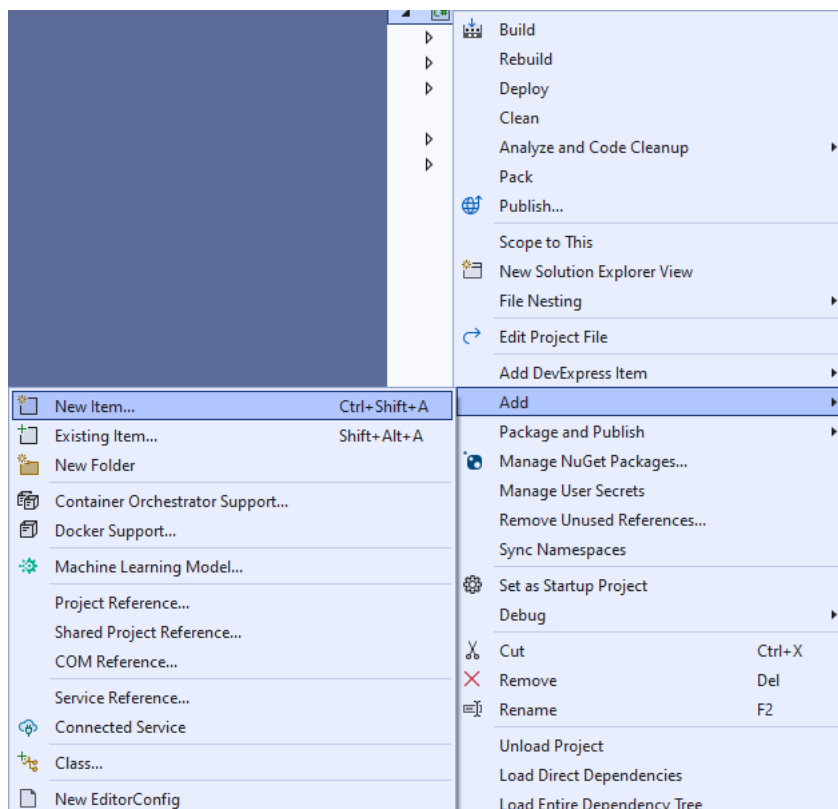 C#
Build
Rebuild
Deploy
Clean
Analyze and Code Cleanup
Pack
Publish...
Scope to This
New Solution Explorer View
File Nesting
Edit Project File
Add DevExpress Item
Add
Package and Publish
Manage NuGet Packages...
Manage User Secrets
Remove Unused References...
Sync Namespaces
Set as Startup Project
Debug
Cut Ctrl+X
Remove Del
Rename F2
Unload Project
Load Direct Dependencies
Load Entire Dependency Tree
New Item... Ctrl+Shift+A
Existing Item... Shift+Alt+A
New Folder
Container Orchestrator Support...
Docker Support...
Machine Learning Model...
Project Reference...
Shared Project Reference...
COM Reference...
Service Reference...
Connected Service
Class...
New EditorConfig